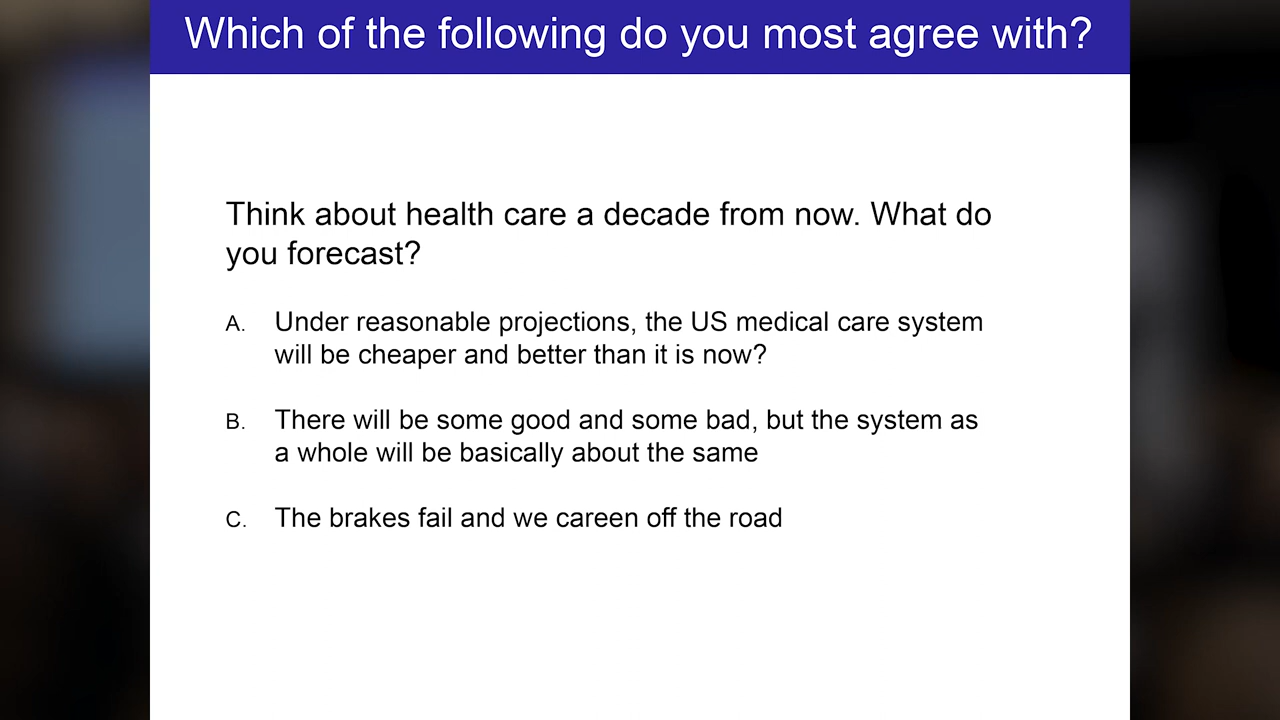 Which of the following do you most agree with?
Think about health care a decade from now. What do
you forecast?
A. Under reasonable projections, the US medical care system
will be cheaper and better than it is now?
B. There will be some good and some bad, but the system as
a whole will be basically about the same
C. The brakes fail and we careen off the road